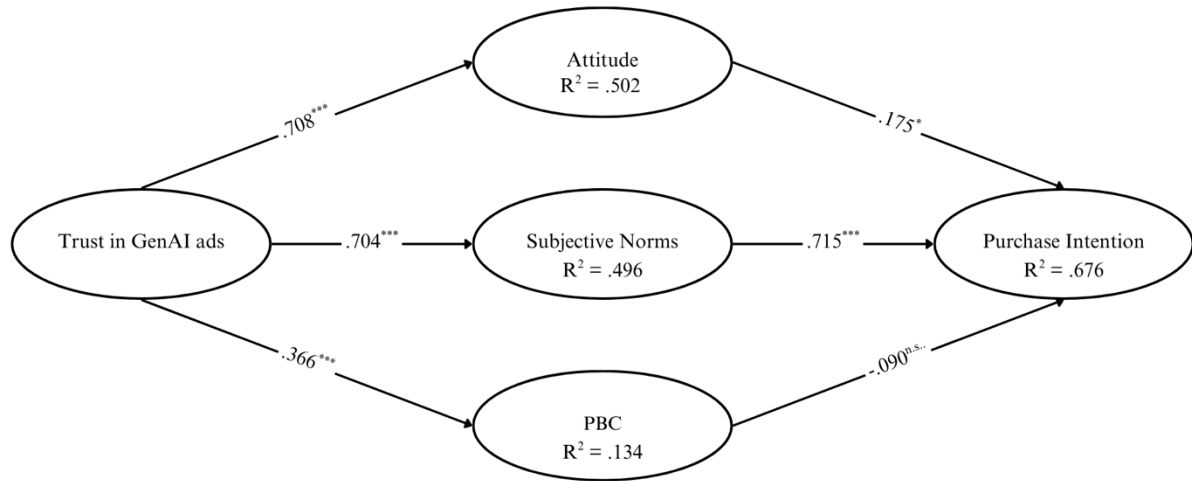 Attitude
R² = .502
.708***
.175*
Trust in GenAI ads
.704***
Subjective Norms
R² = .496
.715***
Purchase Intention
R² = .676
.366***
-.090n.s..
PBC
R² = .134